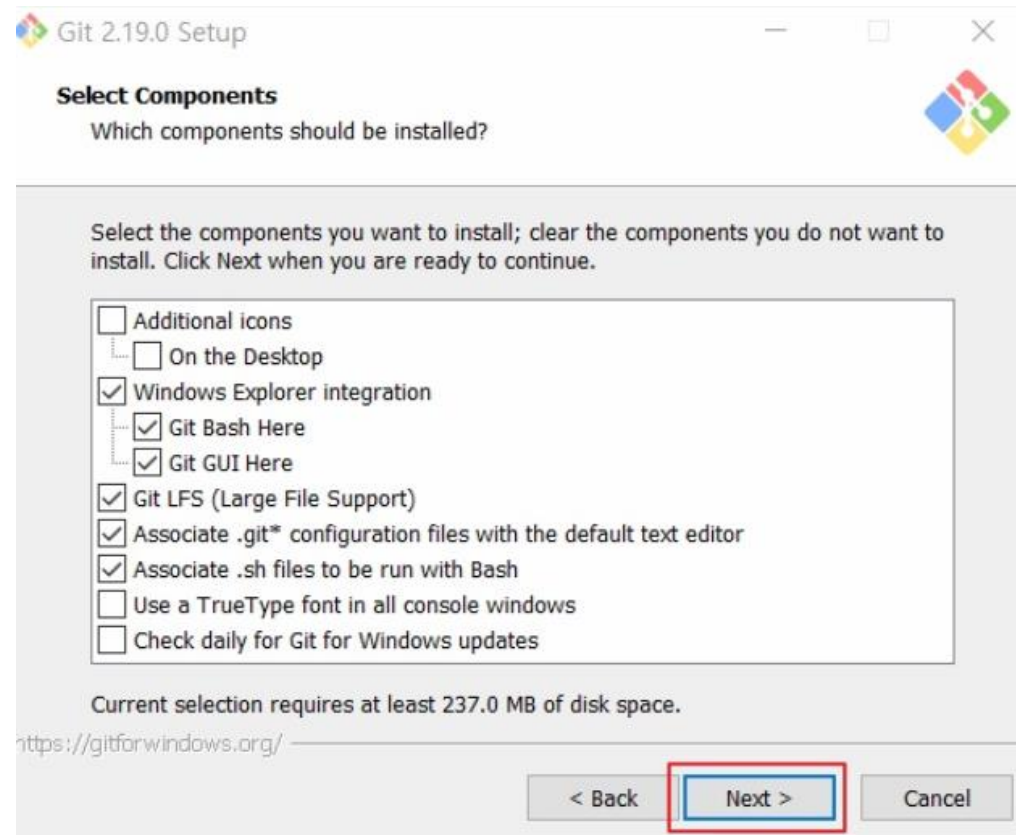 Git 2.19.0 Setup
Select Components
Which components should be installed?
Select the components you want to install; clear the components you do not want to
install. Click Next when you are ready to continue.
Additional icons
On the Desktop
Windows Explorer integration
Git Bash Here
Git GUI Here
Git LFS (Large File Support)
Associate .git* configuration files with the default text editor
Associate .sh files to be run with Bash
Use a TrueType font in all console windows
Check daily for Git for Windows updates
Current selection requires at least 237.0 MB of disk space.
https://gitforwindows.org/
< Back
Next >
Cancel